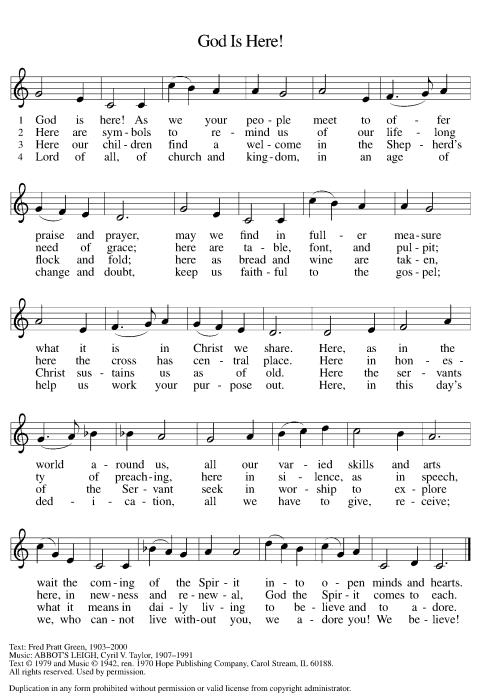 God Is Here!
1 God is here! As we your peo - ple meet to of - fer
2 Here are sym - bols to re - mind us of our life - long
3 Here our chil - dren find a wel - come in the Shep - herd's
4 Lord of all, of church and king - dom, in an age of
praise and prayer, may we find in full - er mea - sure
need of grace; here are ta - ble, font, and pul - pit;
flock and fold; here as bread and wine are tak - en,
change and doubt, keep us faith - ful to the gos - pel;
what it is in Christ we share. Here, as in the
here the cross has cen - tral place. Here in hon - es -
Christ sus - tains us as of old. Here the ser - vants
help us work your pur - pose out. Here, in this day's
world a - round us, all our var - ied skills and arts
ty of preach - ing, here in si - lence, as in speech,
of the Ser - vant seek in wor - ship to ex - plore
ded - i - ca - tion, all we have to give, re - ceive;
wait the com - ing of the Spir - it in - to o - pen minds and hearts.
here, in new - ness and re - new - al, God the Spir - it comes to each.
what it means in dai - ly liv - ing to be - lieve and to a - dore.
we, who can - not live with - out you, we a - dore you! We be - lieve!
Text: Fred Pratt Green, 1903–2000
Music: ABBOT'S LEIGH, Cyril V. Taylor, 1907–1991
Text © 1979 and Music © 1942, ren. 1970 Hope Publishing Company, Carol Stream, IL 60188.
All rights reserved. Used by permission.
Duplication in any form prohibited without permission or valid license from copyright administrator.